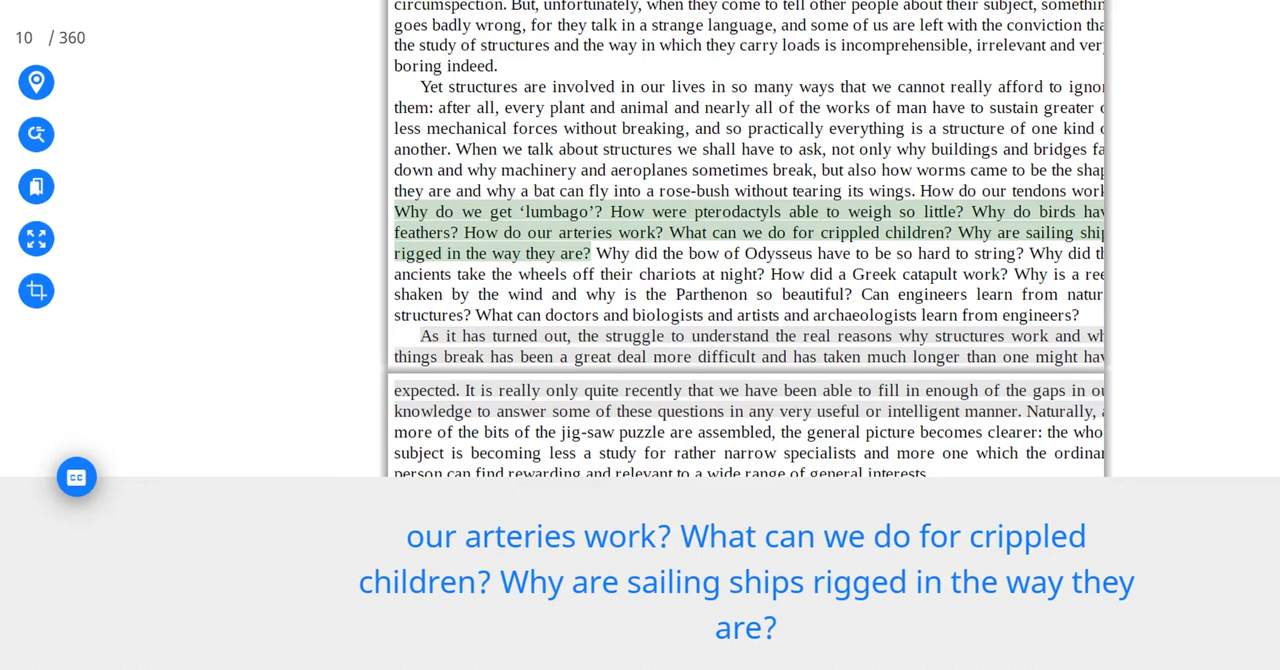 10 / 360
circumspection. But, unfortunately, when they come to tell other people about their subject, somethin
goes badly wrong, for they talk in a strange language, and some of us are left with the conviction tha
the study of structures and the way in which they carry loads is incomprehensible, irrelevant and ver
boring indeed.
Yet structures are involved in our lives in so many ways that we cannot really afford to ignor
them: after all, every plant and animal and nearly all of the works of man have to sustain greater o
less mechanical forces without breaking, and so practically everything is a structure of one kind o
another. When we talk about structures we shall have to ask, not only why buildings and bridges fa
down and why machinery and aeroplanes sometimes break, but also how worms came to be the shap
they are and why a bat can fly into a rose-bush without tearing its wings. How do our tendons work
Why do we get ‘lumbago’? How were pterodactyls able to weigh so little? Why do birds hav
feathers? How do our arteries work? What can we do for crippled children? Why are sailing ship
rigged in the way they are? Why did the bow of Odysseus have to be so hard to string? Why did th
ancients take the wheels off their chariots at night? How did a Greek catapult work? Why is a ree
shaken by the wind and why is the Parthenon so beautiful? Can engineers learn from natur
structures? What can doctors and biologists and artists and archaeologists learn from engineers?
As it has turned out, the struggle to understand the real reasons why structures work and wh
things break has been a great deal more difficult and has taken much longer than one might hav
expected. It is really only quite recently that we have been able to fill in enough of the gaps in ou
knowledge to answer some of these questions in any very useful or intelligent manner. Naturally, a
more of the bits of the jig-saw puzzle are assembled, the general picture becomes clearer: the who
subject is becoming less a study for rather narrow specialists and more one which the ordinar
person can find rewarding and relevant to a wide range of general interests.
CC
our arteries work? What can we do for crippled
children? Why are sailing ships rigged in the way they
are?